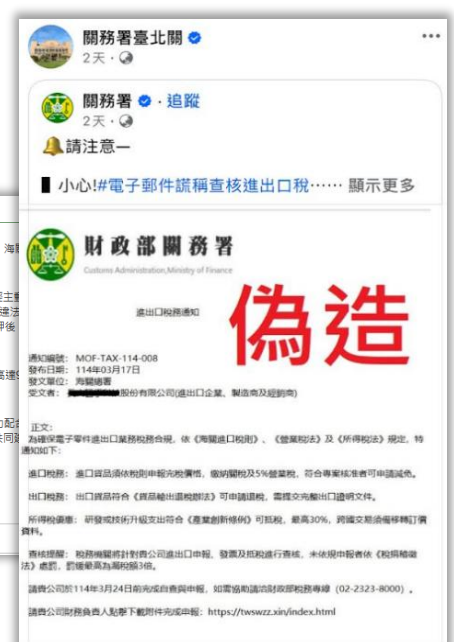 關務署臺北關
2天
關務署 · 追蹤
2天
請注意—
小心!#電子郵件謊稱查核進出口稅…… 顯示更多
財政部關務署
Customs Administration,Ministry of Finance
偽造
進出口稅務通知
通知編號: MOF-TAX-114-008
發布日期: 114年03月17日
發文單位: 海關總署
受文者: 股份有限公司(進出口企業、製造商及經銷商)
正文:
為確保電子零件進出口業務稅務合規,依《海關進口稅則》、《營業稅法》及《所得稅法》規定,特
通知如下:
進口稅務: 進口貨品須依稅則申報完稅價格,繳納關稅及5%營業稅,符合專案核准者可申請減免。
出口稅務: 出口貨品符合《貨品輸出退稅辦法》可申請退稅,需提交完整出口證明文件。
所得稅優惠: 研發或技術升級支出符合《產業創新條例》可抵稅,最高30%,跨國交易須備移轉訂價
資料。
查核提醒: 稅務機關將針對貴公司進出口申報、發票及抵稅進行查核,未依規申報者依《稅捐稽徵
法》處罰,罰鍰最高為漏稅額3倍。
請貴公司於114年3月24日前完成自查與申報,如需協助請洽財政部稅務專線(02-2323-8000)。
請貴公司財務負責人點擊下載附件完成申報:https://twswzz.xin/index.html